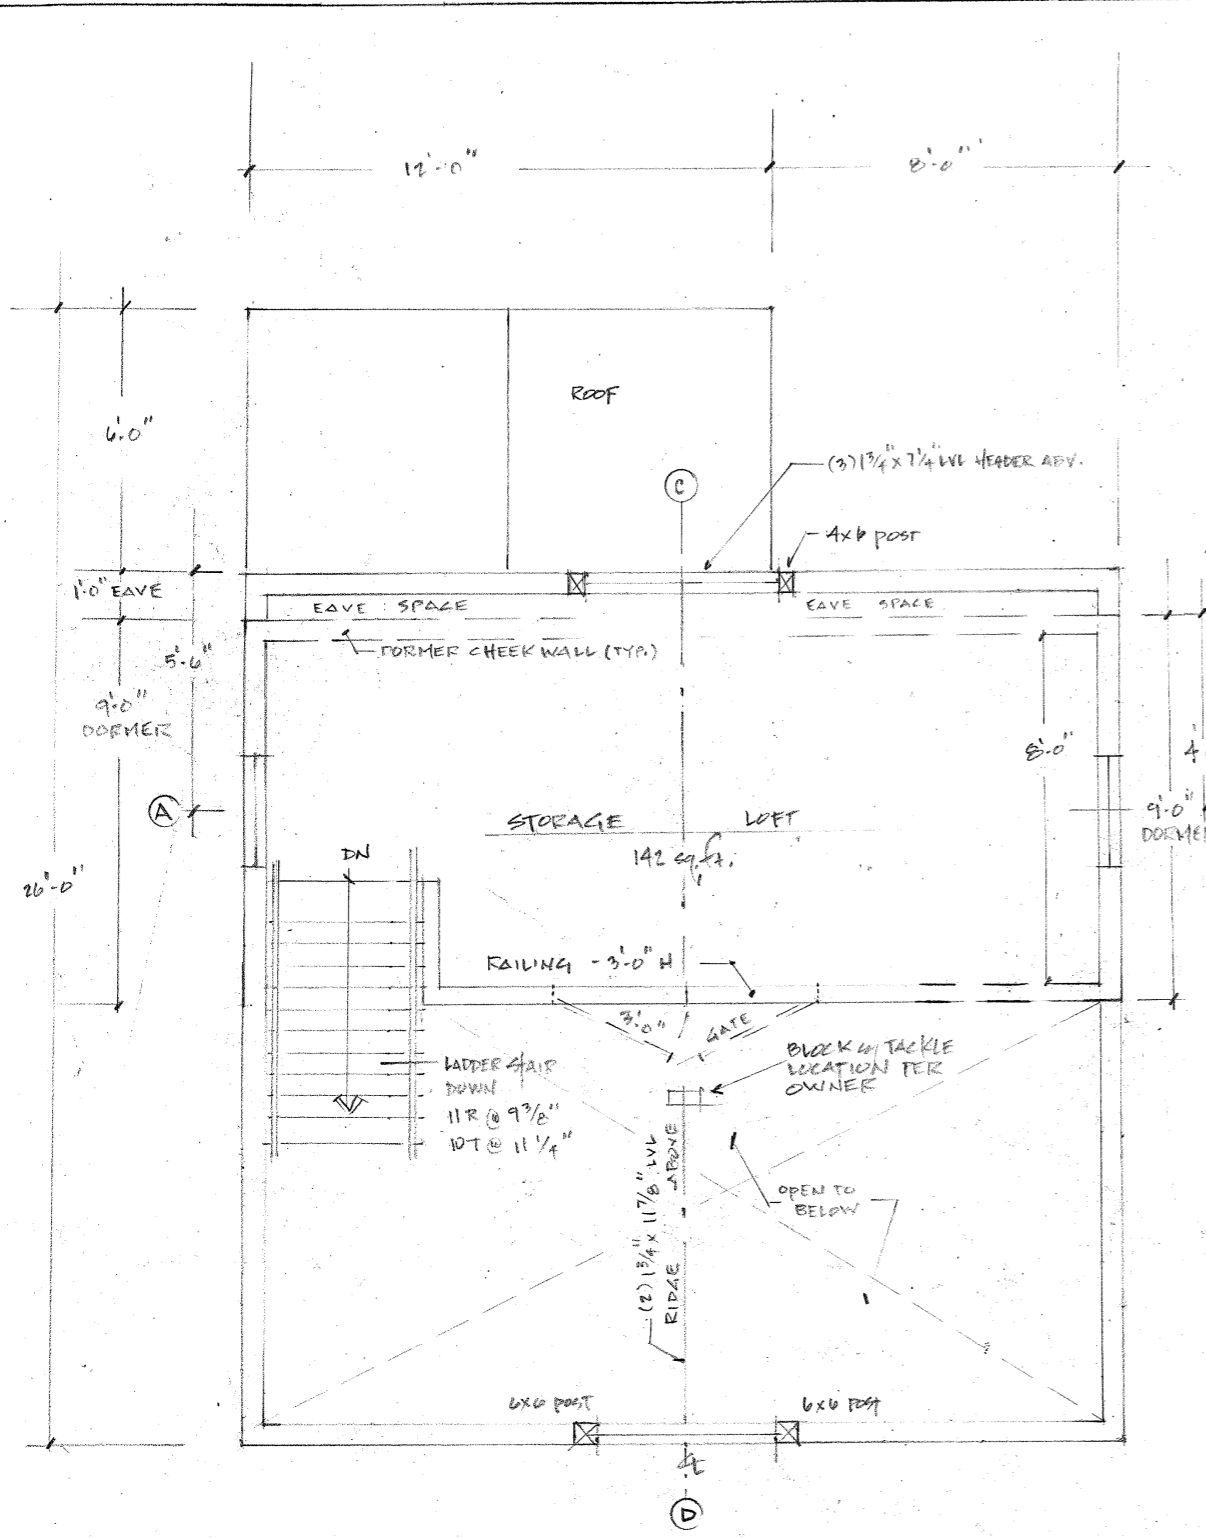 12'-0"
8'-0"
ROOF
6'-0"
(3) 1 3/4" x 7 1/4" LVL HEADER ABV.
C
4x6 POST
1'-0" EAVE
EAVE SPACE
EAVE SPACE
DORMER CHEEK WALL (TYP.)
5'-6"
9'-0"
DORMER
8'-0"
4'
A
9'-0"
DORMER
STORAGE LOFT
142 sq. ft.
DN
26'-0"
RAILING - 3'-0" H
3'-0" GATE
BLOCK & TACKLE
LOCATION PER
OWNER
LADDER STAIR
DOWN
11 R @ 9 3/8"
10 T @ 11 1/4"
(2) 1 3/4" x 11 7/8" LVL
RIDGE ABOVE
OPEN TO
BELOW
6x6 POST
6x6 POST
D